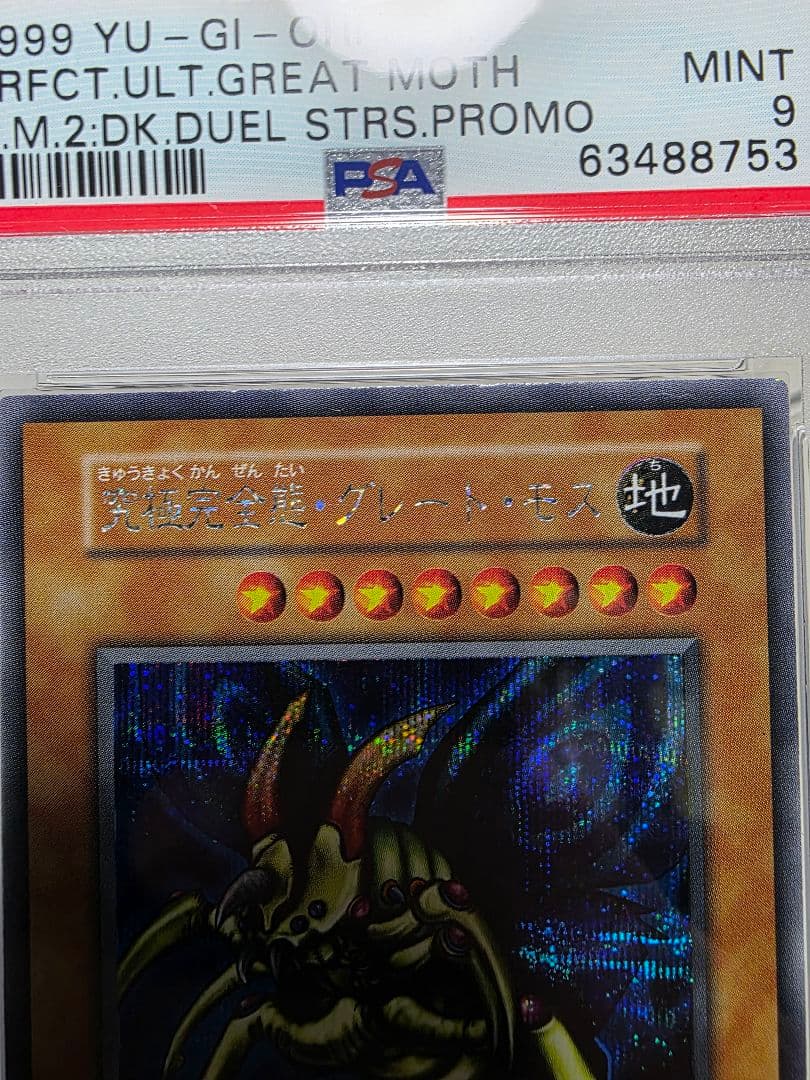 999 YU-GI-OH
RFCT.ULT.GREAT MOTH
MINT
.M.2:DK.DUEL STRS.PROMO
9
63488753
PSA
きゅうきょくかんぜんたい
究極完全態・グレート・モス
ち
地